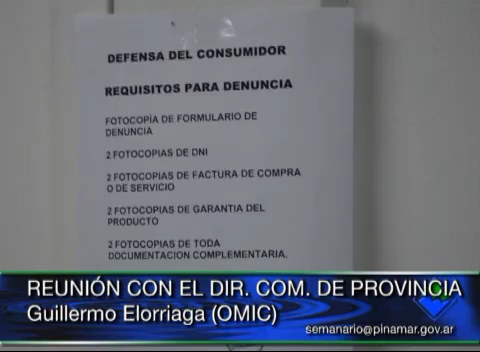 DEFENSA DEL CONSUMIDOR
REQUISITOS PARA DENUNCIA
FOTOCOPÍA DE FORMULARIO DE
DENUNCIA
2 FOTOCOPIAS DE DNI
2 FOTOCOPIAS DE FACTURA DE COMPRA
O DE SERVICIO
2 FOTOCOPIAS DE GARANTIA DEL
PRODUCTO
2 FOTOCOPIAS DE TODA
DOCUMENTACION COMPLEMENTARIA.
REUNIÓN CON EL DIR. COM. DE PROVINCIA
Guillermo Elorriaga (OMIC)
semanario@pinamar.gov.ar